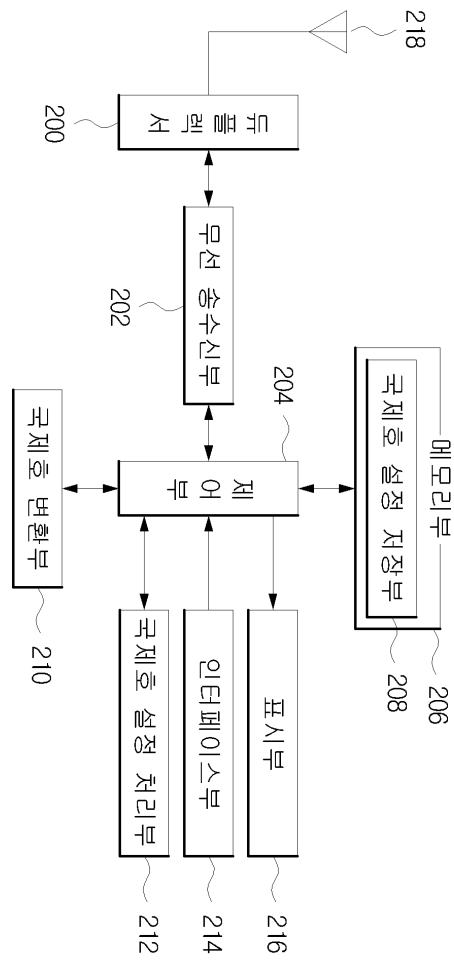 218
200
듀플렉
서
202
무선 송수신부
204
제어
부
메모리부
국제호 설정 저장부
206
208
국제호 변환부
210
국제호 설정 처리부
인터페이스부
표시부
212
214
216